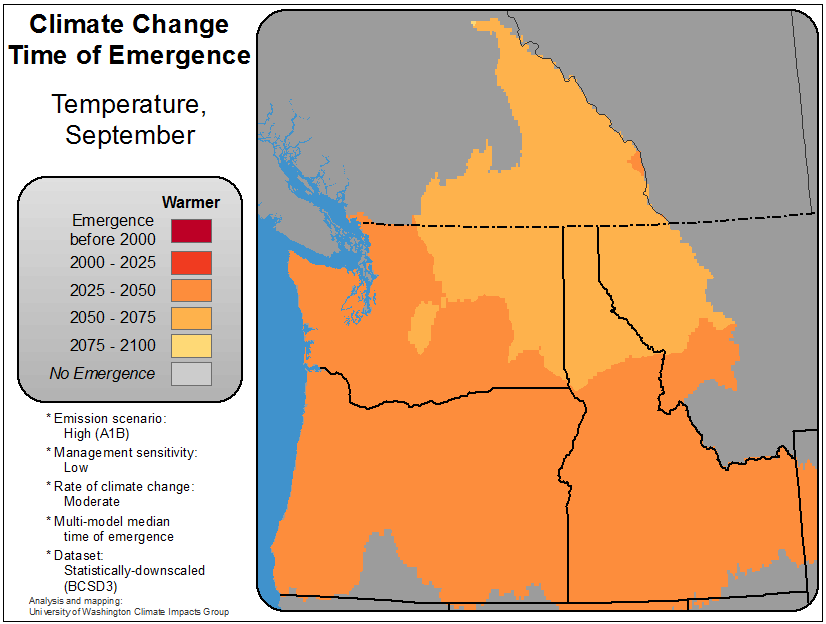 Climate Change
Time of Emergence
Temperature,
September
Warmer
Emergence
before 2000
2000 - 2025
2025 - 2050
2050 - 2075
2075 - 2100
No Emergence
* Emission scenario:
High (A1B)
* Management sensitivity:
Low
* Rate of climate change:
Moderate
* Multi-model median
time of emergence
* Dataset:
Statistically-downscaled
(BCSD3)
Analysis and mapping:
University of Washington Climate Impacts Group